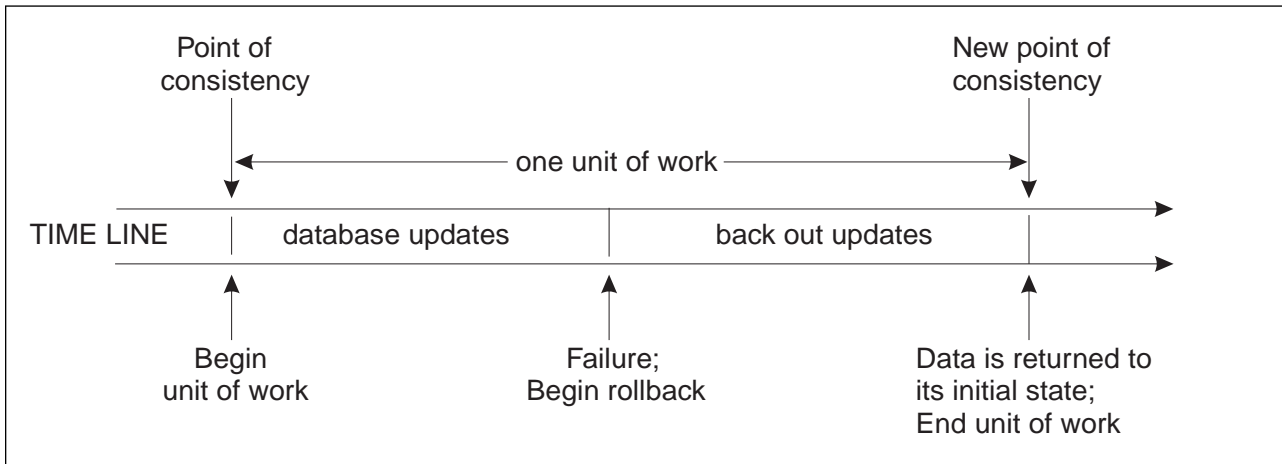 Point of
consistency
New point of
consistency
one unit of work
TIME LINE
database updates
back out updates
Begin
unit of work
Failure;
Begin rollback
Data is returned to
its initial state;
End unit of work